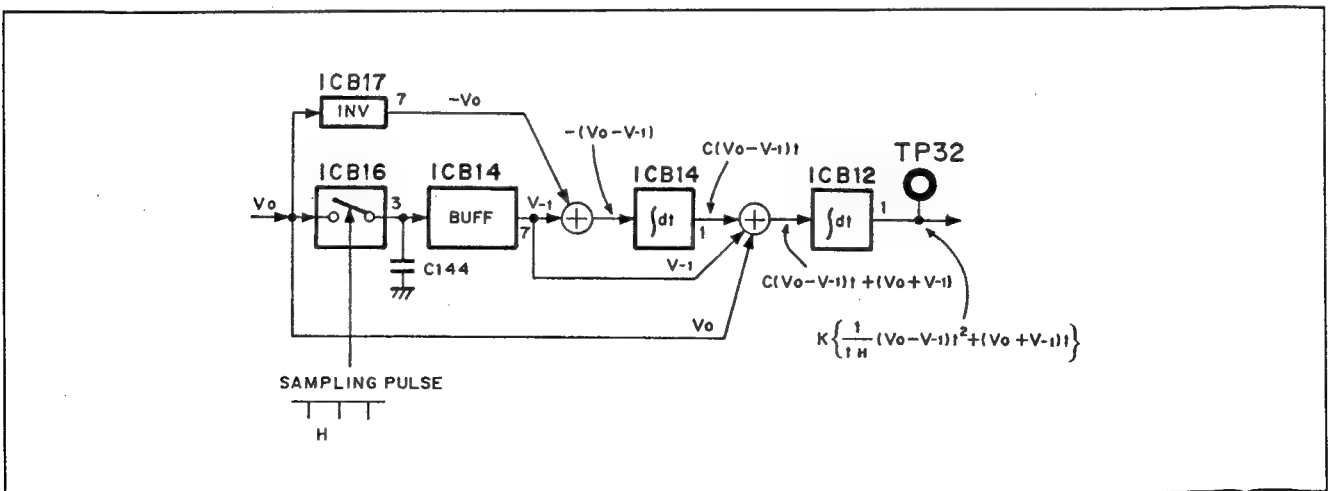 ICB17
INV
7
-Vo
-(Vo-V-1)
C(Vo-V-1)t
TP32
ICB16
ICB14
ICB14
ICB12
Vo
3
BUFF
V-1
7
+
∫dt
1
+
∫dt
1
C144
V-1
C(Vo-V-1)t+(Vo+V-1)
Vo
K{1/tH (Vo-V-1)t²+(Vo+V-1)t}
SAMPLING PULSE
H